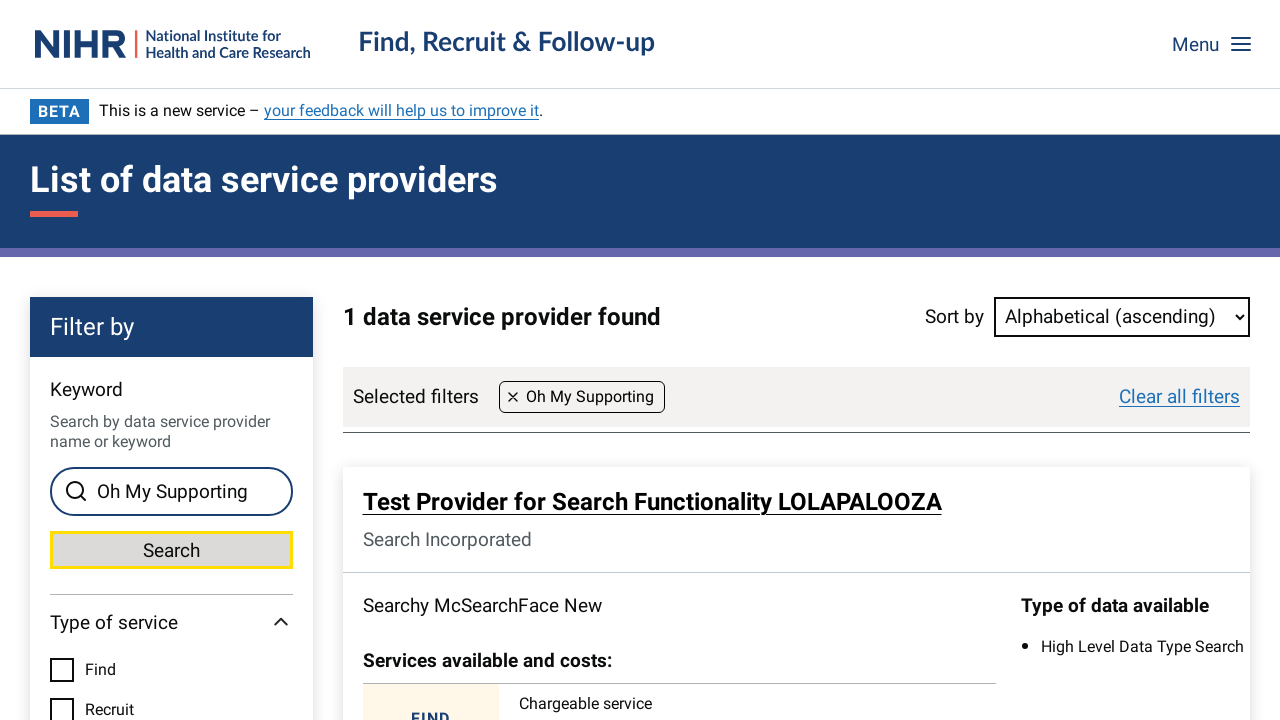 NIHR
National Institute for
Health and Care Research
Find, Recruit & Follow-up
Menu
BETA
This is a new service – your feedback will help us to improve it.
List of data service providers
Filter by
Keyword
Search by data service provider
name or keyword
Oh My Supporting
Search
Type of service
Find
Recruit
1 data service provider found
Sort by
Alphabetical (ascending)
Selected filters
Oh My Supporting
Clear all filters
Test Provider for Search Functionality LOLAPALOOZA
Search Incorporated
Searchy McSearchFace New
Services available and costs:
FIND
Chargeable service
Type of data available
High Level Data Type Search